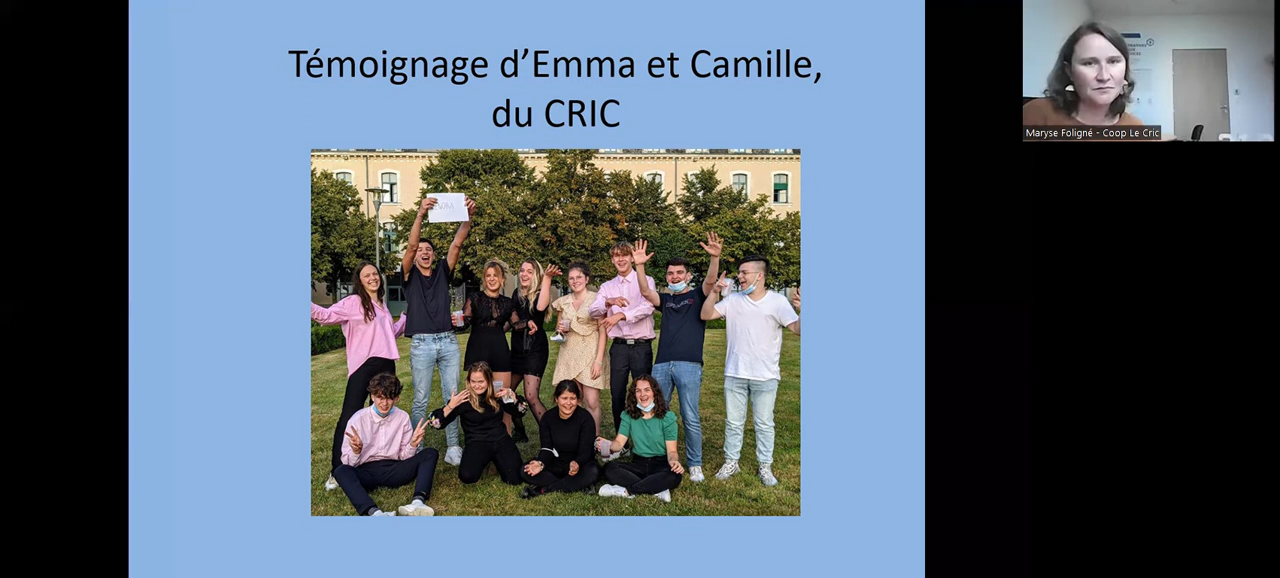 Témoignage d’Emma et Camille,
du CRIC
Maryse Foligné - Coop Le Cric